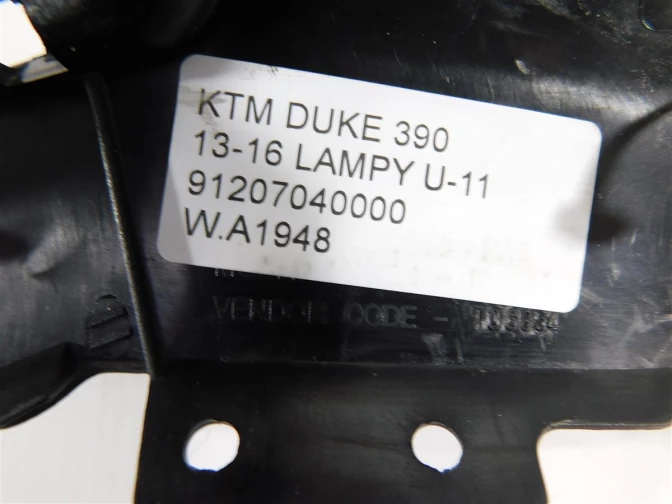 KTM DUKE 390
13-16 LAMPY U-11
91207040000
W.A1948
VENDOR CODE -